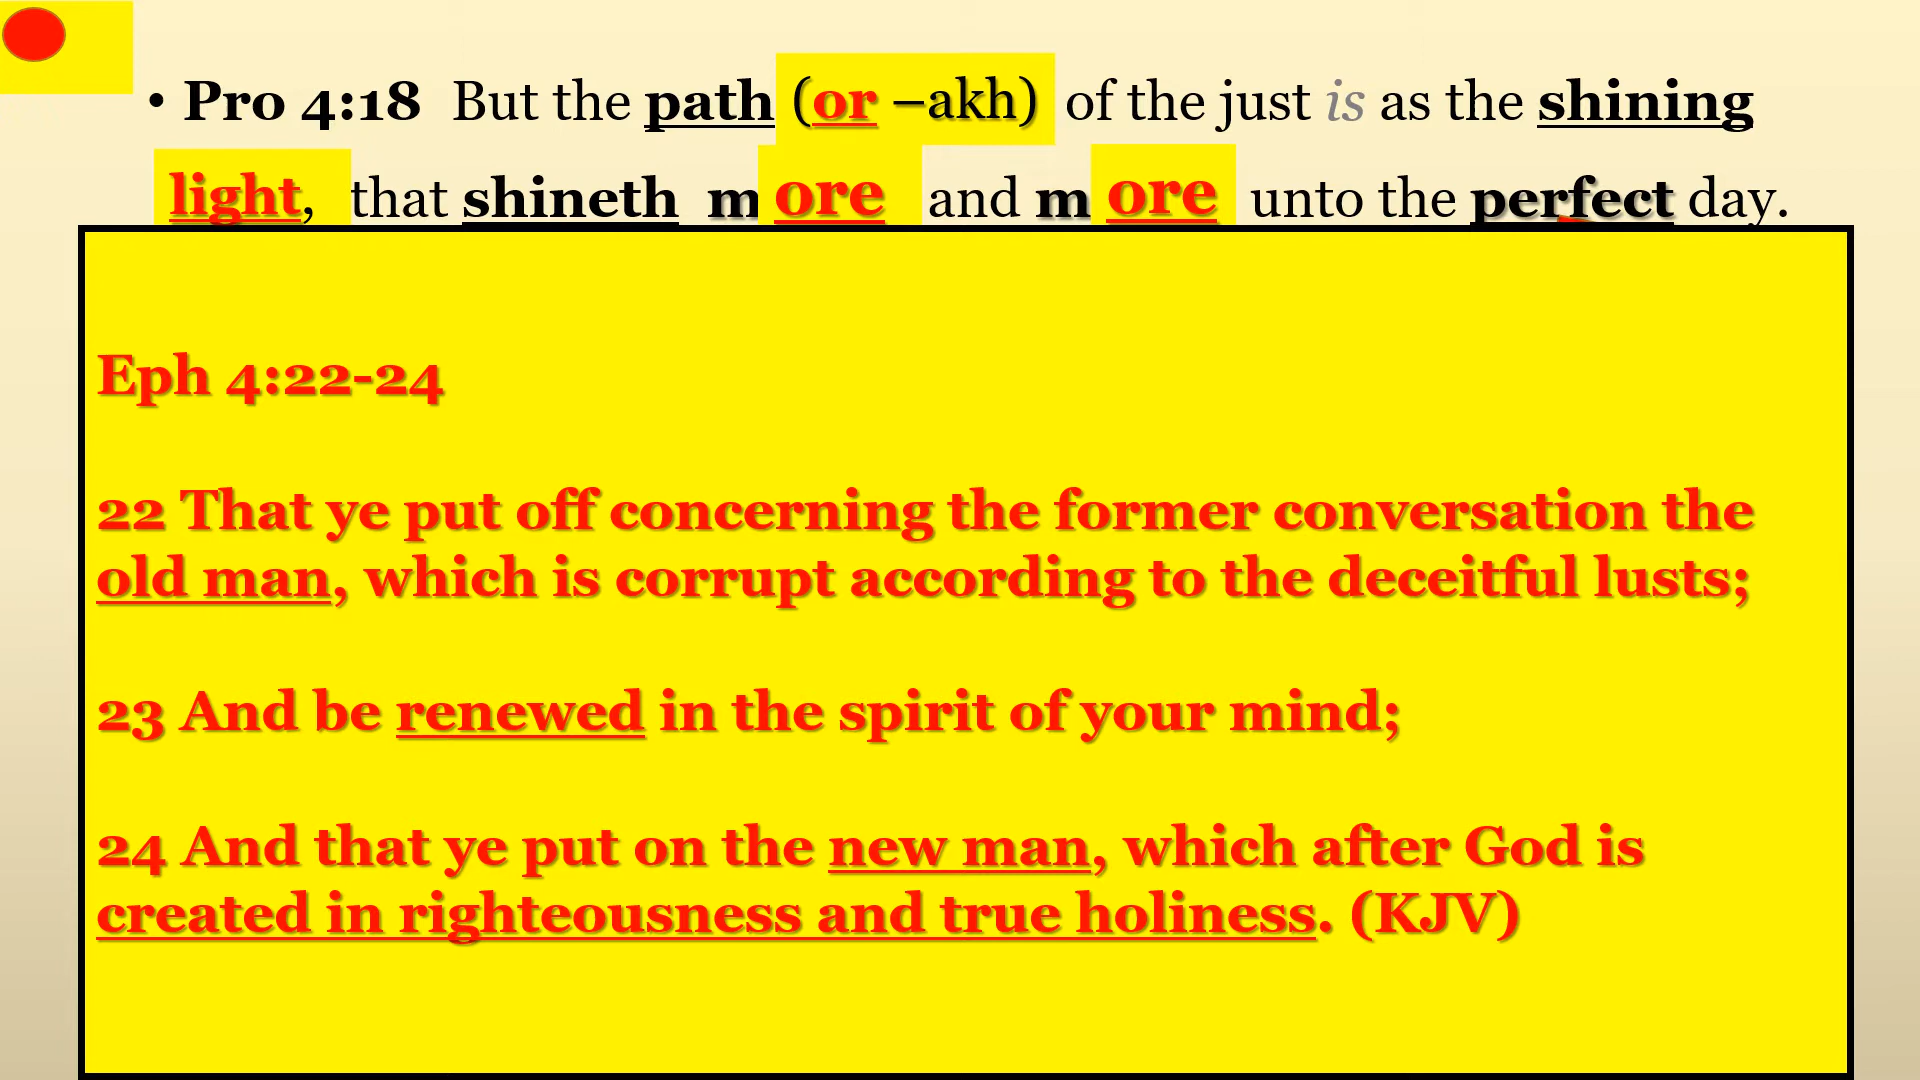 • Pro 4:18 But the path (or –akh) of the just is as the shining
light, that shineth more and more unto the perfect day.
Eph 4:22-24
22 That ye put off concerning the former conversation the
old man, which is corrupt according to the deceitful lusts;
23 And be renewed in the spirit of your mind;
24 And that ye put on the new man, which after God is
created in righteousness and true holiness. (KJV)